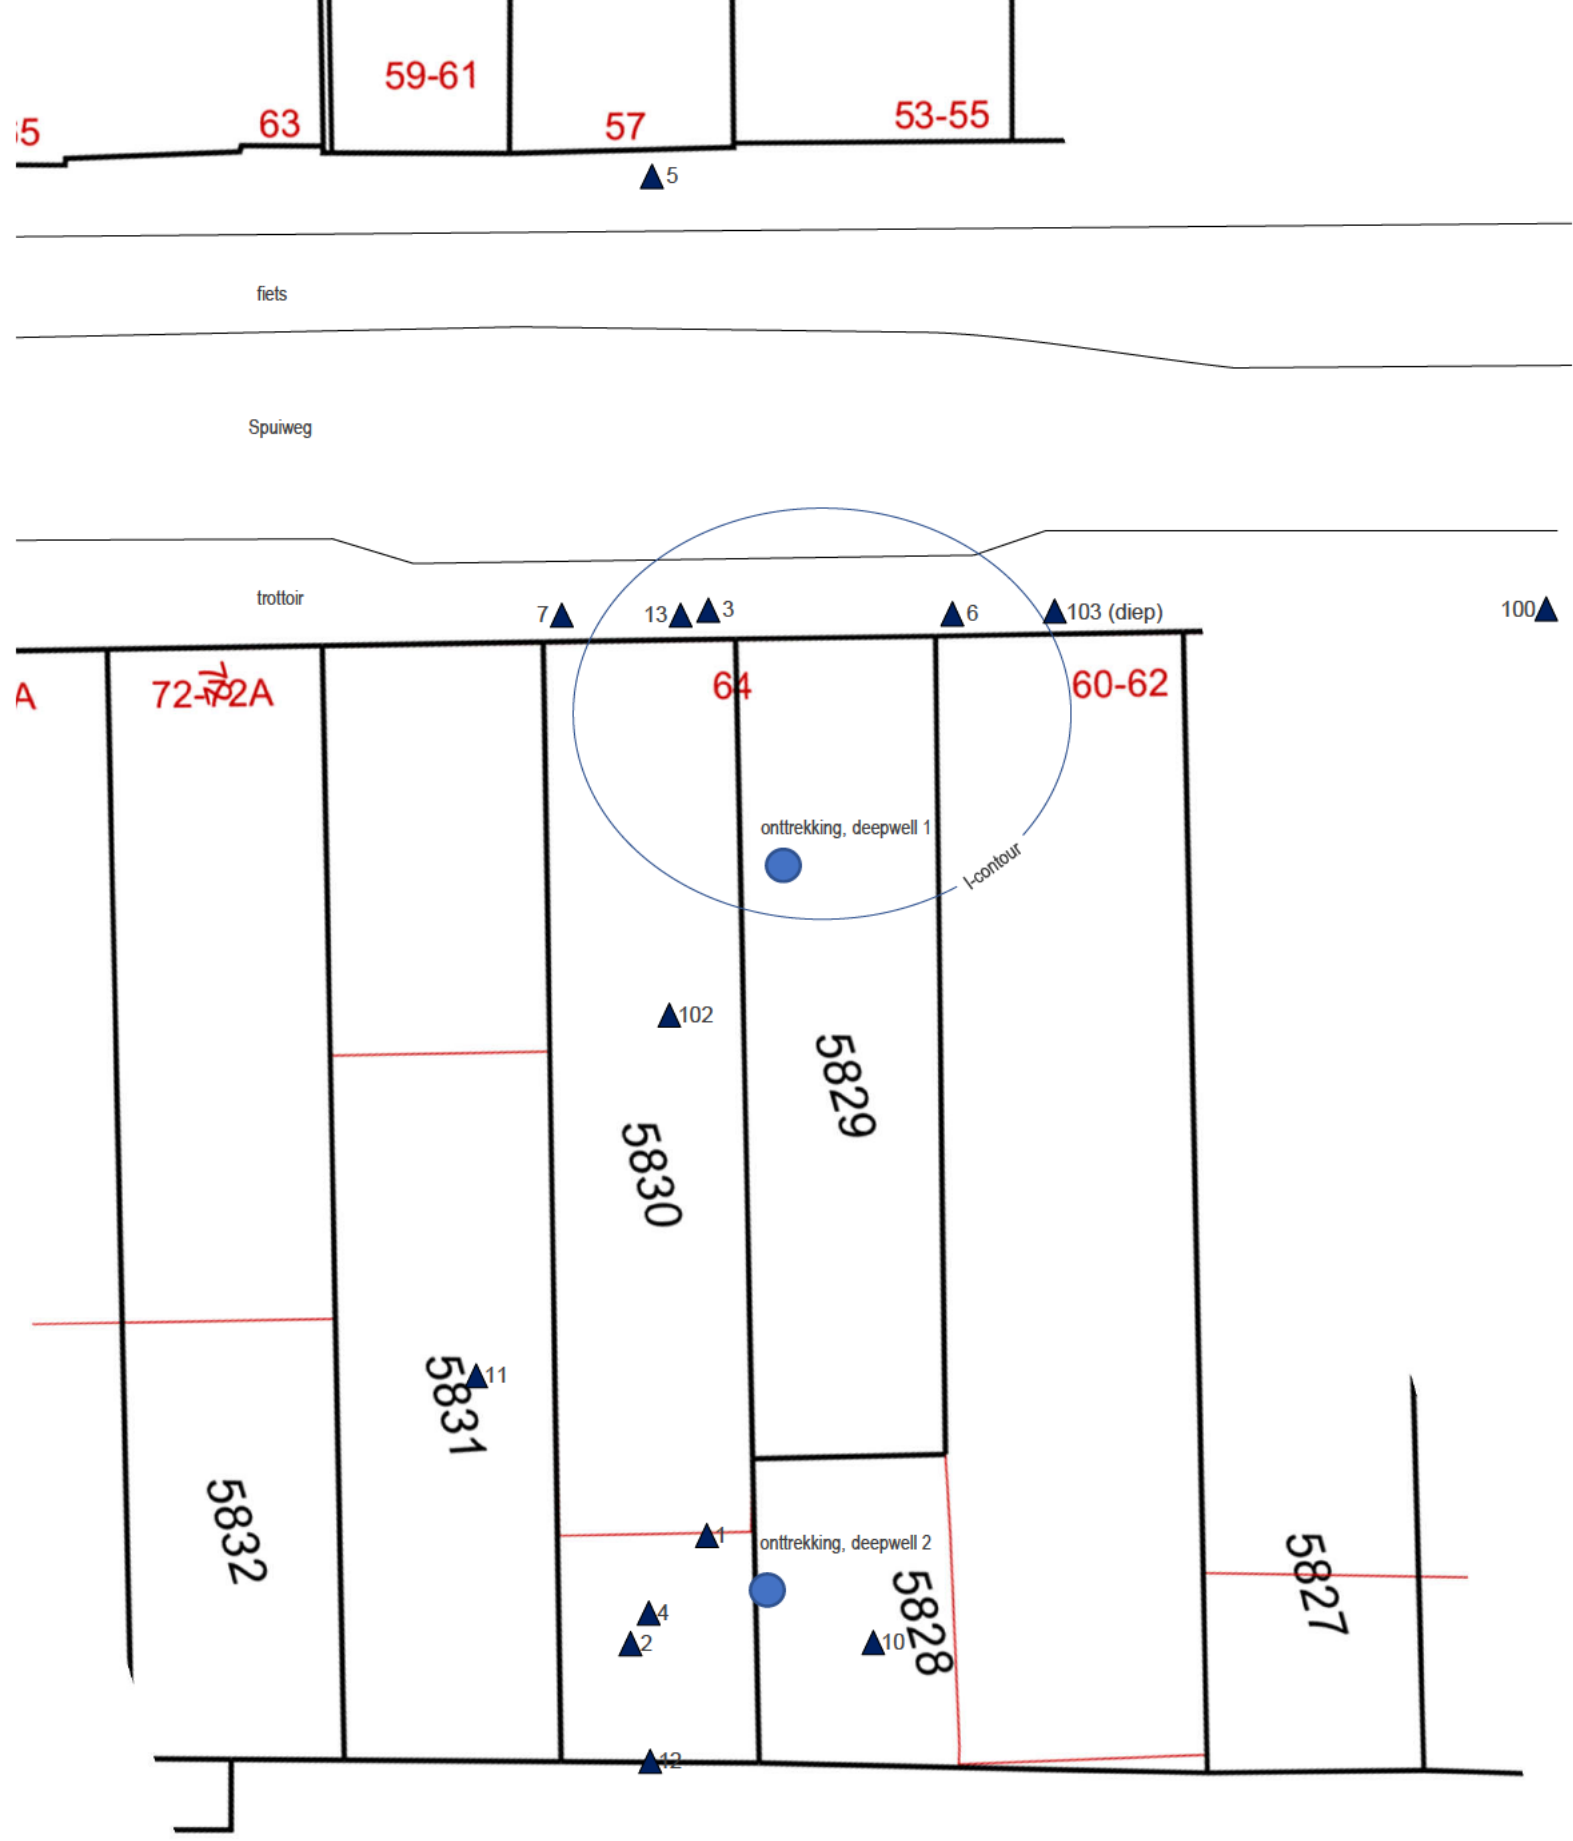 59-61
53-55
63
57
5
fiets
Spuiweg
trottoir
7
13
3
6
103 (diep)
100
A
72-72A
64
60-62
onttrekking, deepwell 1
I-contour
102
5829
5830
11
5831
5832
1
onttrekking, deepwell 2
5827
4
5828
2
10
12